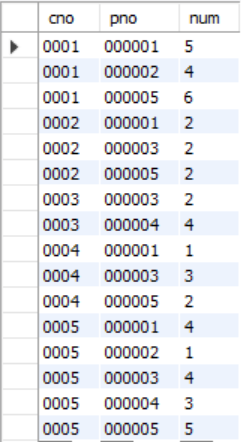 cno pno num
0001 000001 5
0001 000002 4
0001 000005 6
0002 000001 2
0002 000003 2
0002 000005 2
0003 000003 2
0003 000004 4
0004 000001 1
0004 000003 3
0004 000005 2
0005 000001 4
0005 000002 1
0005 000003 4
0005 000004 3
0005 000005 5